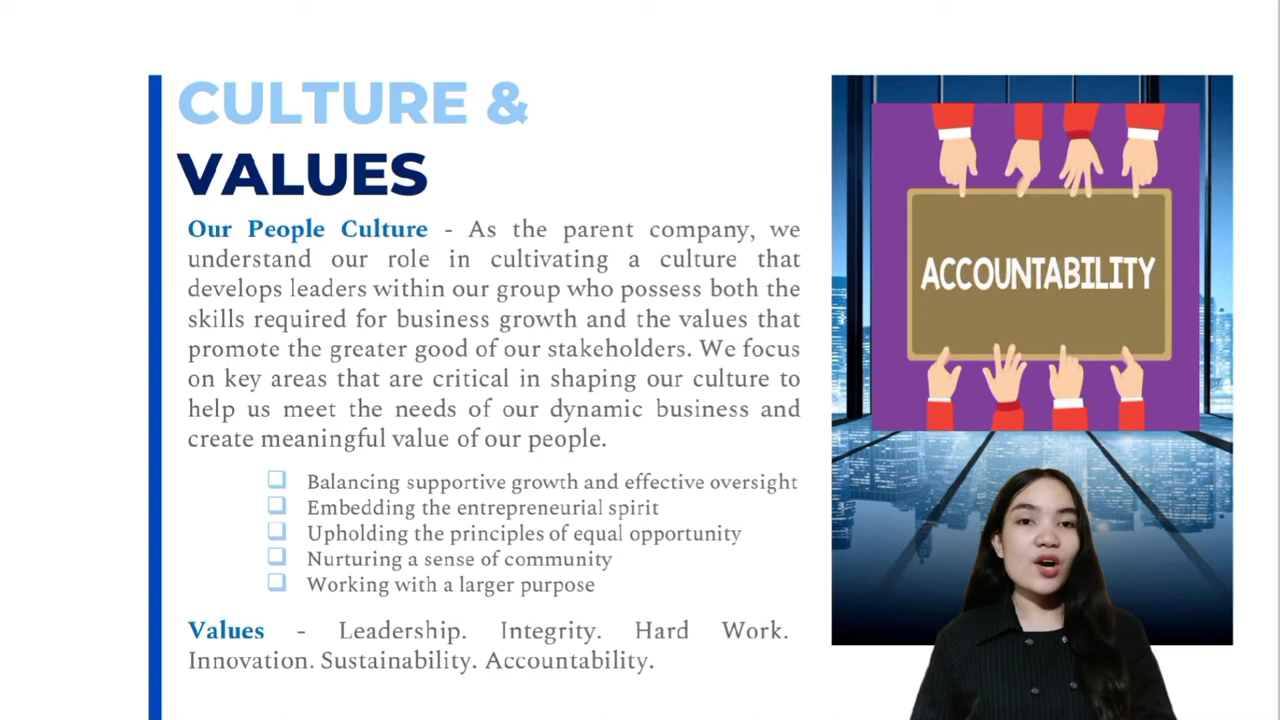 CULTURE &
VALUES
Our People Culture - As the parent company, we
understand our role in cultivating a culture that
develops leaders within our group who possess both the
skills required for business growth and the values that
promote the greater good of our stakeholders. We focus
on key areas that are critical in shaping our culture to
help us meet the needs of our dynamic business and
create meaningful value of our people.
Balancing supportive growth and effective oversight
Embedding the entrepreneurial spirit
Upholding the principles of equal opportunity
Nurturing a sense of community
Working with a larger purpose
Values - Leadership. Integrity. Hard Work.
Innovation. Sustainability. Accountability.
ACCOUNTABILITY